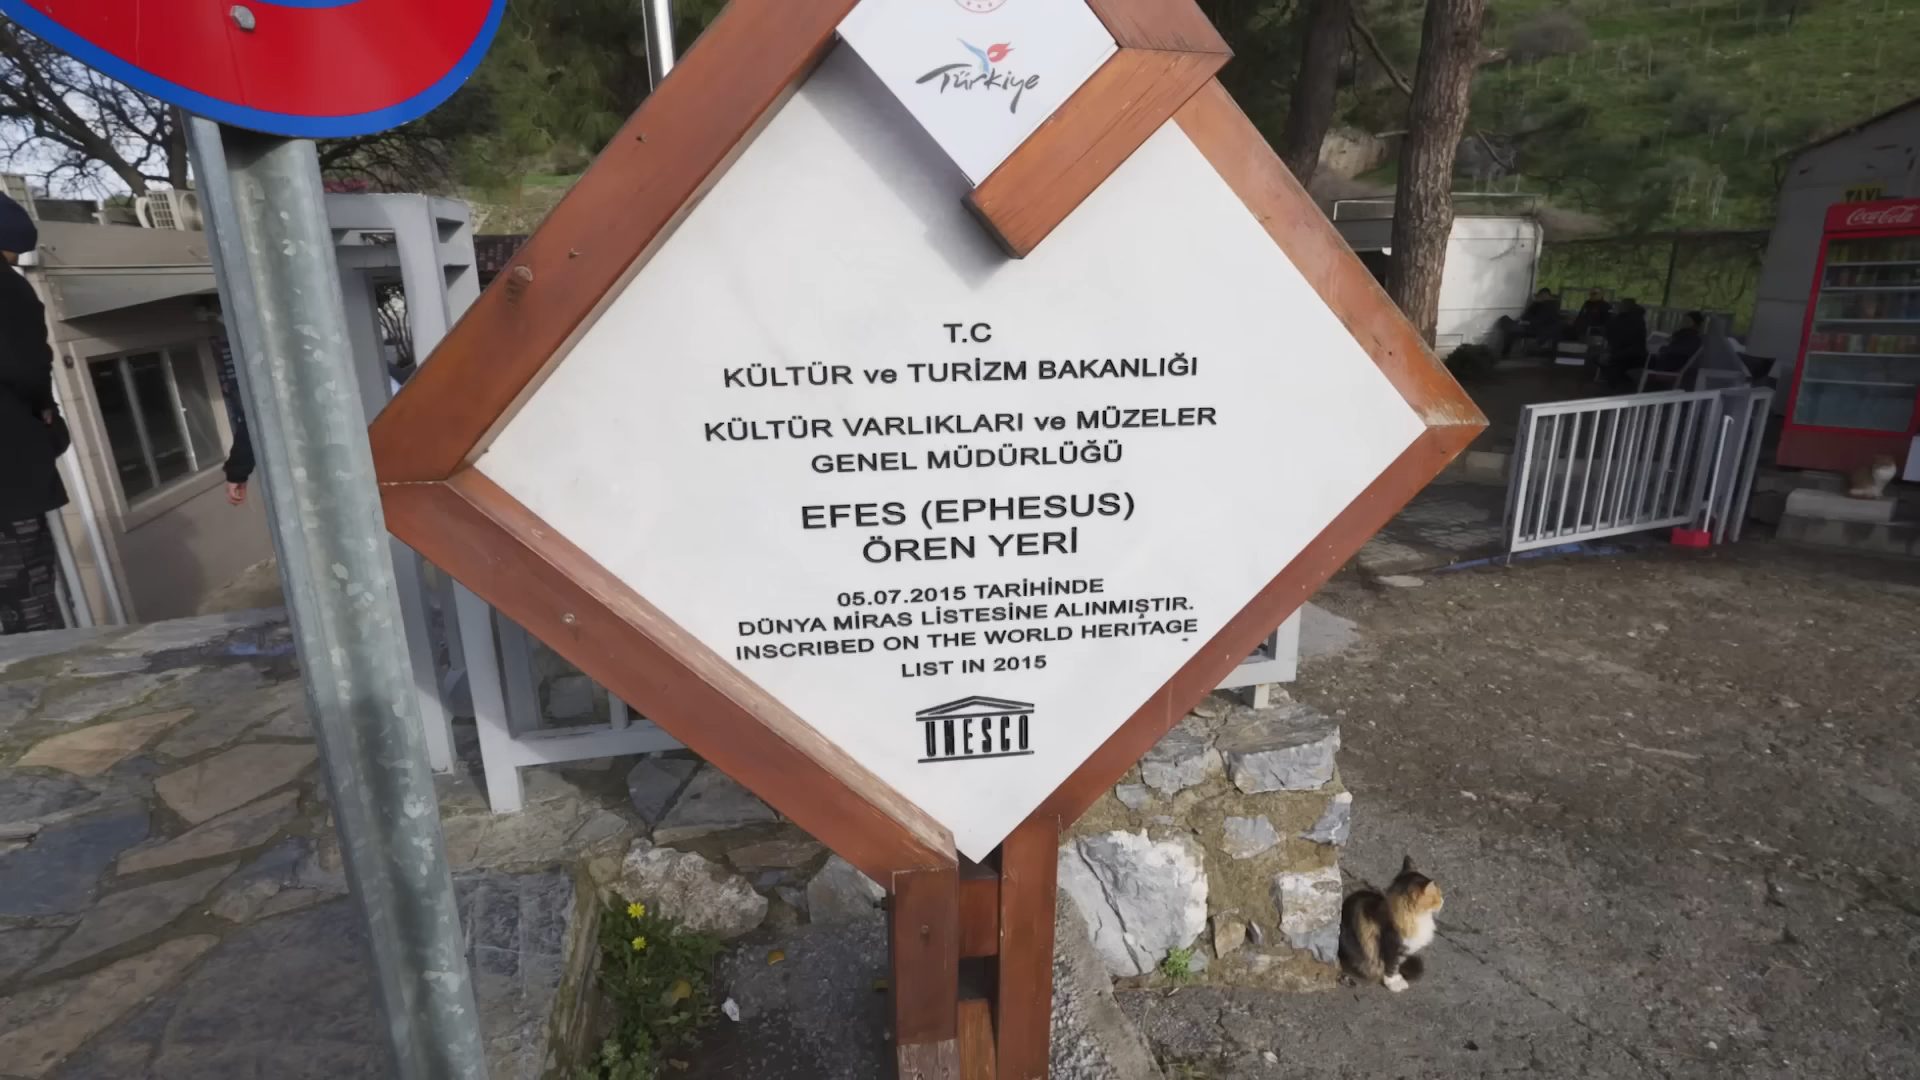 Türkiye
T.C
KÜLTÜR ve TURİZM BAKANLIĞI
KÜLTÜR VARLIKLARI ve MÜZELER
GENEL MÜDÜRLÜĞÜ
EFES (EPHESUS)
ÖREN YERİ
05.07.2015 TARİHİNDE
DÜNYA MİRAS LİSTESİNE ALINMIŞTIR.
INSCRIBED ON THE WORLD HERITAGE
LIST IN 2015
UNESCO
TAXI
Coca-Cola